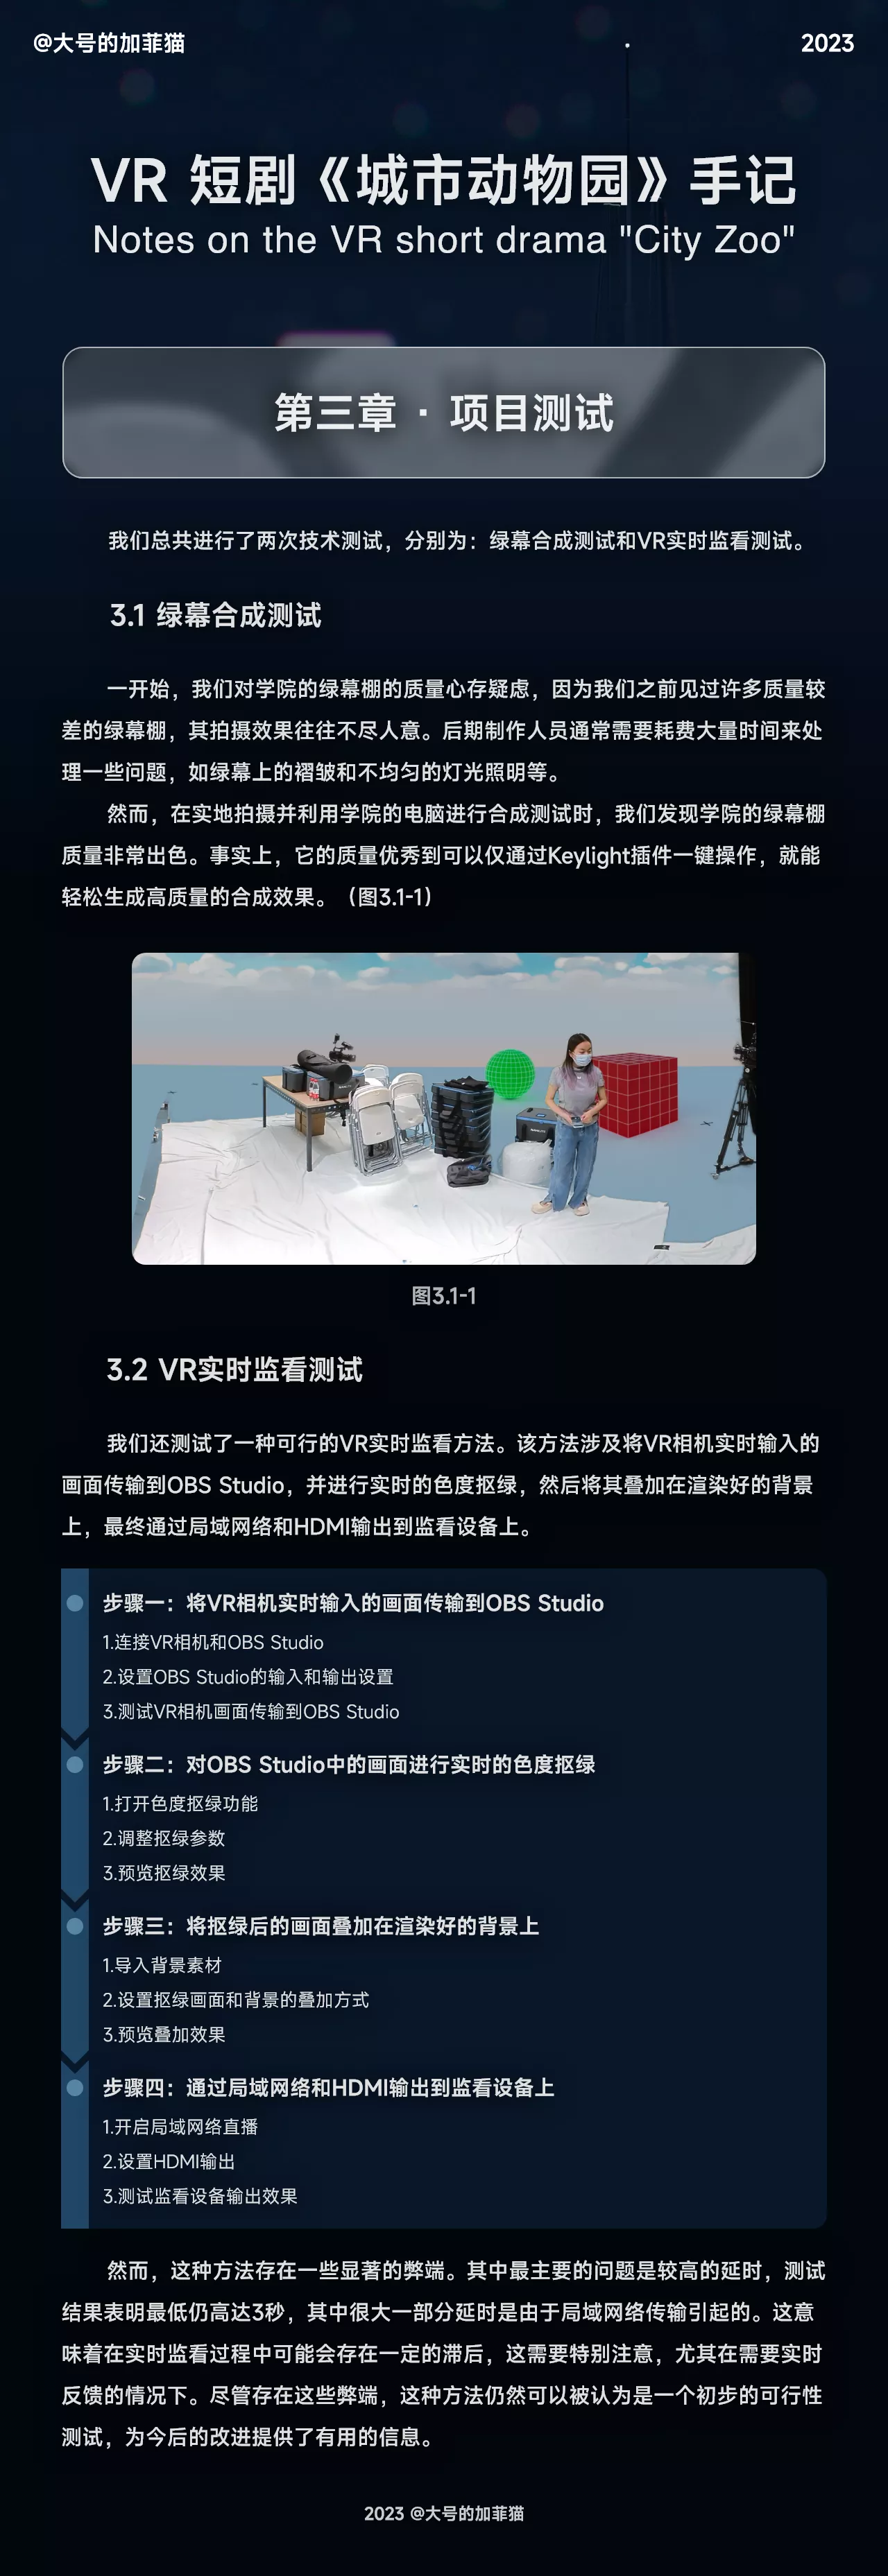 @大号的加菲猫
2023
VR 短剧《城市动物园》手记
Notes on the VR short drama "City Zoo"
第三章 · 项目测试
我们总共进行了两次技术测试，分别为：绿幕合成测试和VR实时监看测试。
3.1 绿幕合成测试
一开始，我们对学院的绿幕棚的质量心存疑虑，因为我们之前见过许多质量较
差的绿幕棚，其拍摄效果往往不尽人意。后期制作人员通常需要耗费大量时间来处
理一些问题，如绿幕上的褶皱和不均匀的灯光照明等。
然而，在实地拍摄并利用学院的电脑进行合成测试时，我们发现学院的绿幕棚
质量非常出色。事实上，它的质量优秀到可以仅通过Keylight插件一键操作，就能
轻松生成高质量的合成效果。（图3.1-1）
图3.1-1
3.2 VR实时监看测试
我们还测试了一种可行的VR实时监看方法。该方法涉及将VR相机实时输入的
画面传输到OBS Studio，并进行实时的色度抠绿，然后将其叠加在渲染好的背景
上，最终通过局域网络和HDMI输出到监看设备上。
步骤一：将VR相机实时输入的画面传输到OBS Studio
1.连接VR相机和OBS Studio
2.设置OBS Studio的输入和输出设置
3.测试VR相机画面传输到OBS Studio
步骤二：对OBS Studio中的画面进行实时的色度抠绿
1.打开色度抠绿功能
2.调整抠绿参数
3.预览抠绿效果
步骤三：将抠绿后的画面叠加在渲染好的背景上
1.导入背景素材
2.设置抠绿画面和背景的叠加方式
3.预览叠加效果
步骤四：通过局域网络和HDMI输出到监看设备上
1.开启局域网络直播
2.设置HDMI输出
3.测试监看设备输出效果
然而，这种方法存在一些显著的弊端。其中最主要的问题是较高的延时，测试
结果表明最低仍高达3秒，其中很大一部分延时是由于局域网络传输引起的。这意
味着在实时监看过程中可能会存在一定的滞后，这需要特别注意，尤其在需要实时
反馈的情况下。尽管存在这些弊端，这种方法仍然可以被认为是一个初步的可行性
测试，为今后的改进提供了有用的信息。
2023 @大号的加菲猫